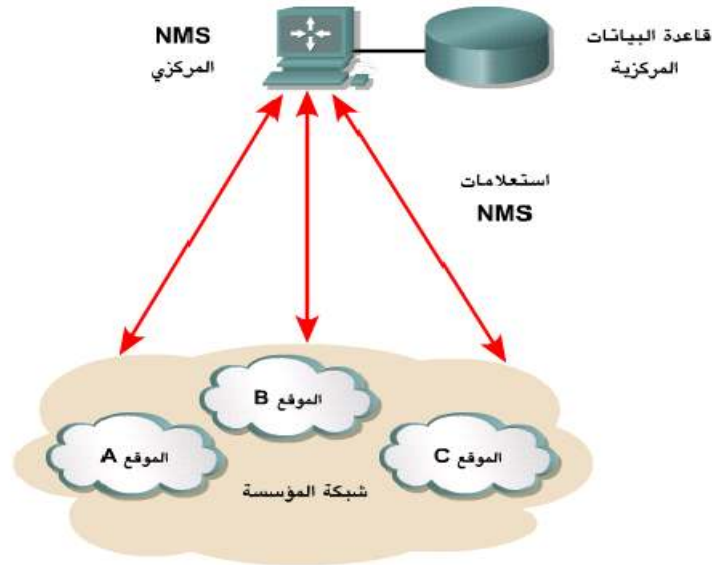 قاعدة البيانات
المركزية
NMS
المركزي
استعلامات
NMS
الموقع B
الموقع A
الموقع C
شبكة المؤسسة